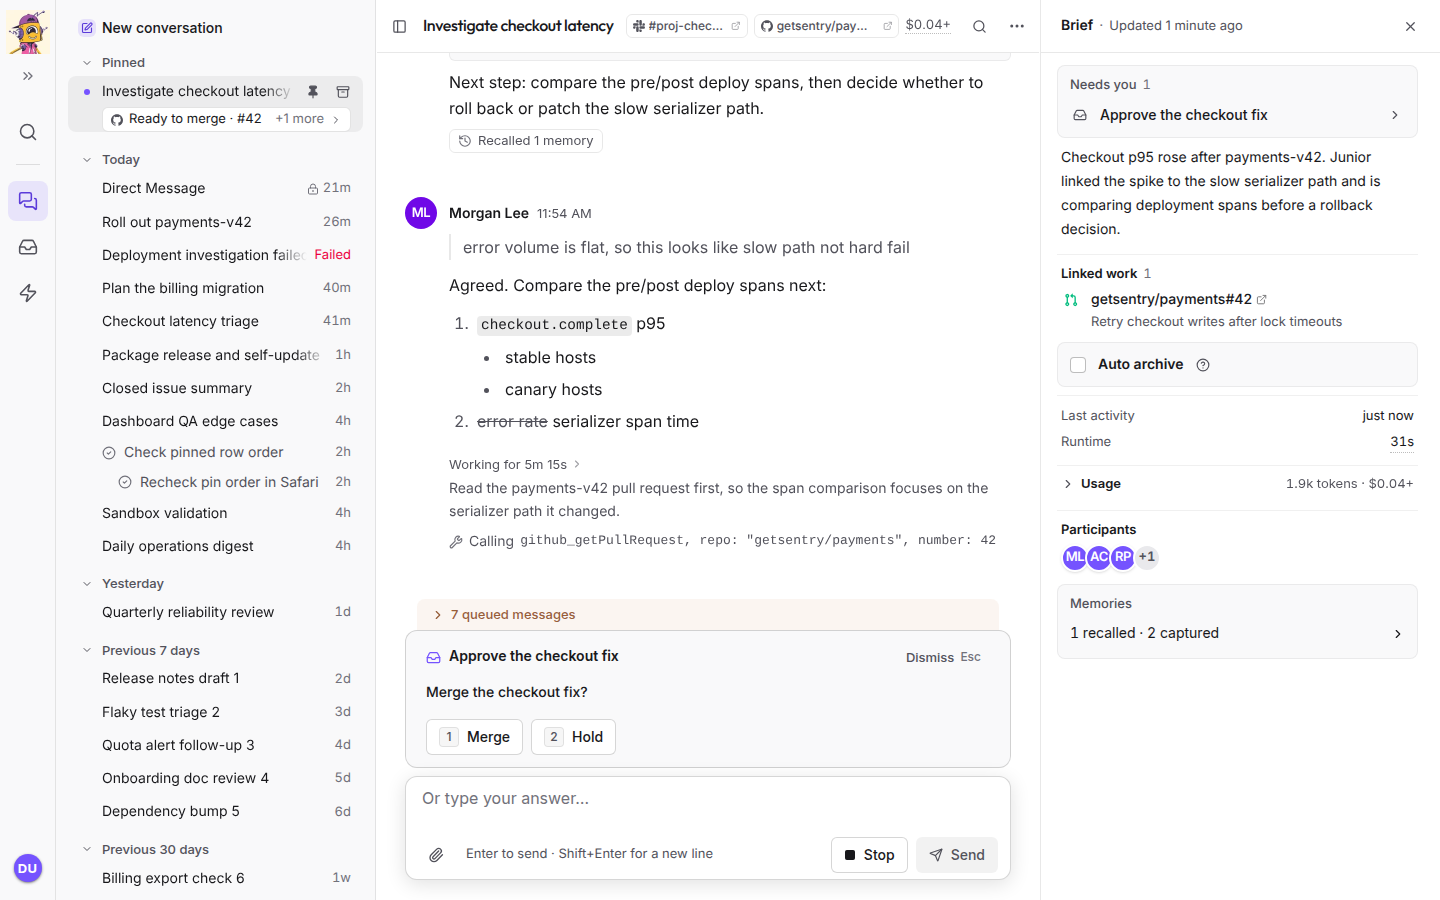 New conversation
Pinned
Investigate checkout latency
Ready to merge · #42 +1 more
Today
Direct Message 21m
Roll out payments-v42 26m
Deployment investigation failed Failed
Plan the billing migration 40m
Checkout latency triage 41m
Package release and self-update 1h
Closed issue summary 2h
Dashboard QA edge cases 4h
Check pinned row order 2h
Recheck pin order in Safari 2h
Sandbox validation 4h
Daily operations digest 4h
Yesterday
Quarterly reliability review 1d
Previous 7 days
Release notes draft 1 2d
Flaky test triage 2 3d
Quota alert follow-up 3 4d
Onboarding doc review 4 5d
Dependency bump 5 6d
Previous 30 days
Billing export check 6 1w
DU
Investigate checkout latency #proj-chec... getsentry/pay... $0.04+
Next step: compare the pre/post deploy spans, then decide whether to
roll back or patch the slow serializer path.
Recalled 1 memory
ML Morgan Lee 11:54 AM
error volume is flat, so this looks like slow path not hard fail
Agreed. Compare the pre/post deploy spans next:
1. checkout.complete p95
• stable hosts
• canary hosts
2. error rate serializer span time
Working for 5m 15s
Read the payments-v42 pull request first, so the span comparison focuses on the
serializer path it changed.
Calling github_getPullRequest, repo: "getsentry/payments", number: 42
7 queued messages
Approve the checkout fix Dismiss Esc
Merge the checkout fix?
1 Merge 2 Hold
Or type your answer...
Enter to send · Shift+Enter for a new line Stop Send
Brief · Updated 1 minute ago
Needs you 1
Approve the checkout fix
Checkout p95 rose after payments-v42. Junior
linked the spike to the slow serializer path and is
comparing deployment spans before a rollback
decision.
Linked work 1
getsentry/payments#42
Retry checkout writes after lock timeouts
Auto archive
Last activity just now
Runtime 31s
Usage 1.9k tokens · $0.04+
Participants
ML AC RP +1
Memories
1 recalled · 2 captured